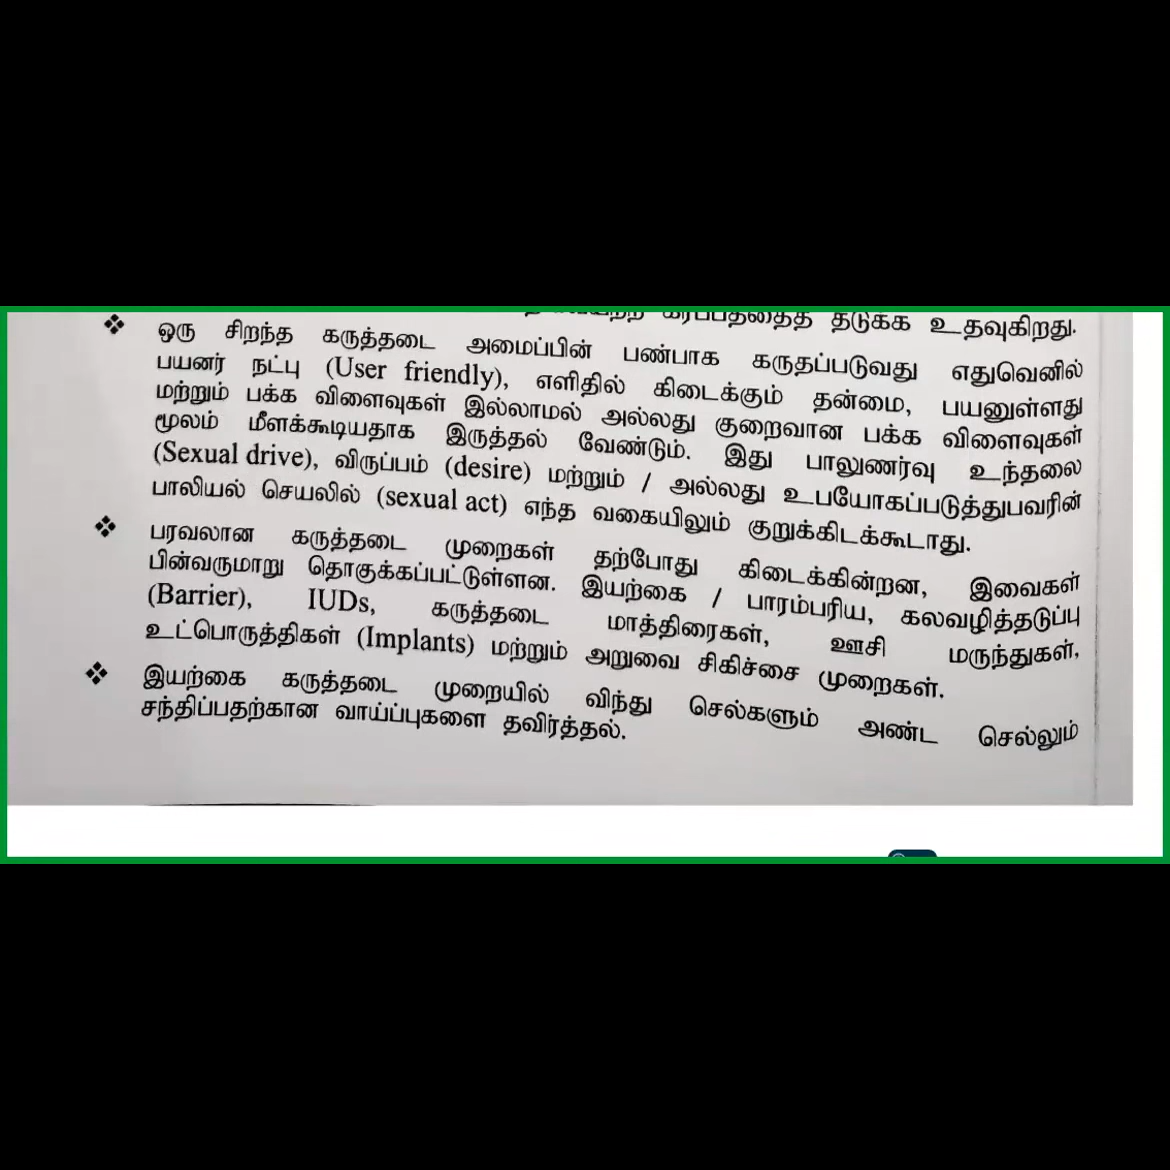 தடுக்க உதவுகிறது.
❖ ஒரு சிறந்த கருத்தடை அமைப்பின் பண்பாக கருதப்படுவது எதுவெனில்
பயனர் நட்பு (User friendly), எளிதில் கிடைக்கும் தன்மை, பயனுள்ளது
மற்றும் பக்க விளைவுகள் இல்லாமல் அல்லது குறைவான பக்க விளைவுகள்
மூலம் மீளக்கூடியதாக இருத்தல் வேண்டும். இது பாலுணர்வு உந்தலை
(Sexual drive), விருப்பம் (desire) மற்றும் / அல்லது உபயோகப்படுத்துபவரின்
பாலியல் செயலில் (sexual act) எந்த வகையிலும் குறுக்கிடக்கூடாது.
❖ பரவலான கருத்தடை முறைகள் தற்போது கிடைக்கின்றன, இவைகள்
பின்வருமாறு தொகுக்கப்பட்டுள்ளன. இயற்கை / பாரம்பரிய, கலவழித்தடுப்பு
(Barrier), IUDs, கருத்தடை மாத்திரைகள், ஊசி மருந்துகள்,
உட்பொருத்திகள் (Implants) மற்றும் அறுவை சிகிச்சை முறைகள்.
❖ இயற்கை கருத்தடை முறையில் விந்து செல்களும் அண்ட செல்லும்
சந்திப்பதற்கான வாய்ப்புகளை தவிர்த்தல்.